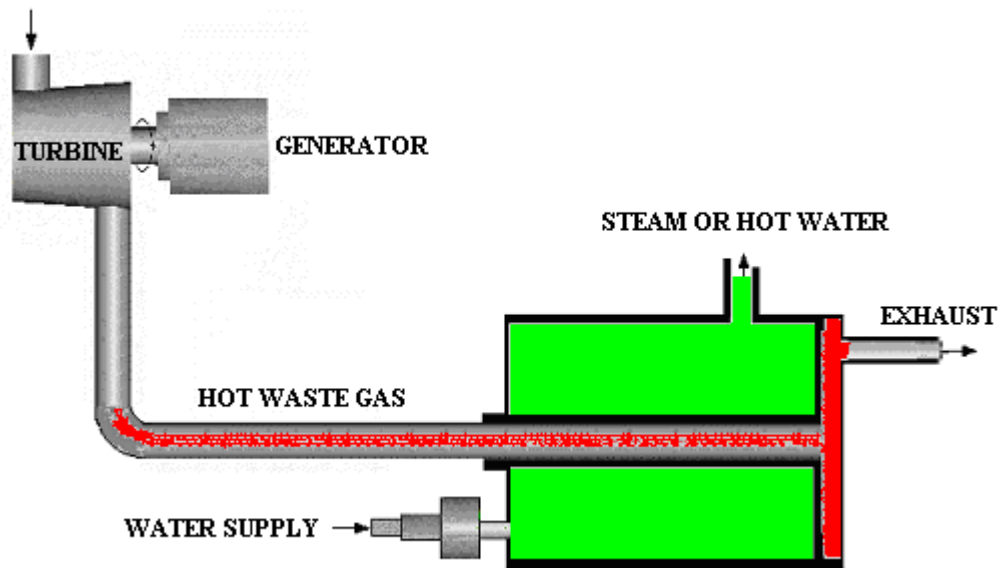 TURBINE
GENERATOR
STEAM OR HOT WATER
EXHAUST
HOT WASTE GAS
WATER SUPPLY